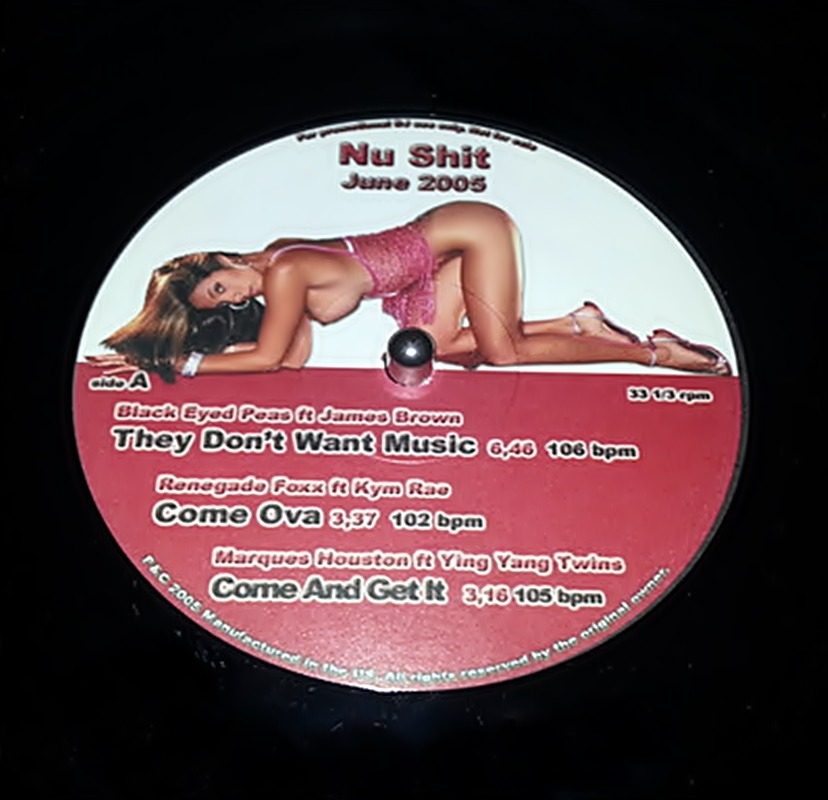 For promotional DJ use only. Not for sale
Nu Shit
June 2005
side A
33 1/3 rpm
Black Eyed Peas ft James Brown
They Don't Want Music 6,46 106 bpm
Renegade Foxx ft Kym Rae
Come Ova 3,37 102 bpm
Marques Houston ft Ying Yang Twins
Come And Get It 3,16 105 bpm
P&C 2005 Manufactured in the US. All rights reserved by the original owner.